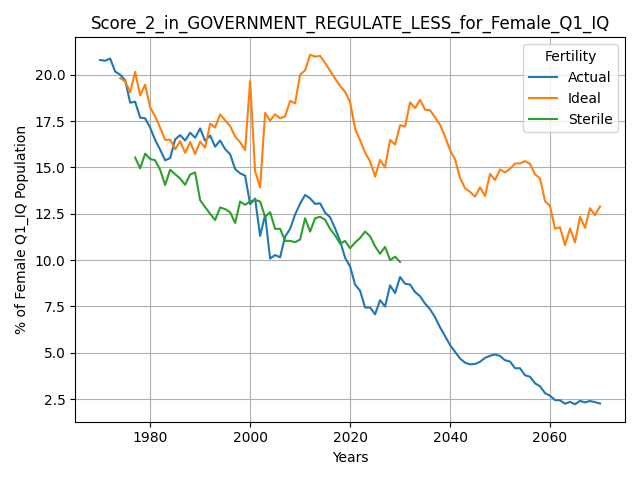 Score_2_in_GOVERNMENT_REGULATE_LESS_for_Female_Q1_IQ
Fertility
Actual
Ideal
Sterile
% of Female Q1_IQ Population
20.0
17.5
15.0
12.5
10.0
7.5
5.0
2.5
1980 2000 2020 2040 2060
Years